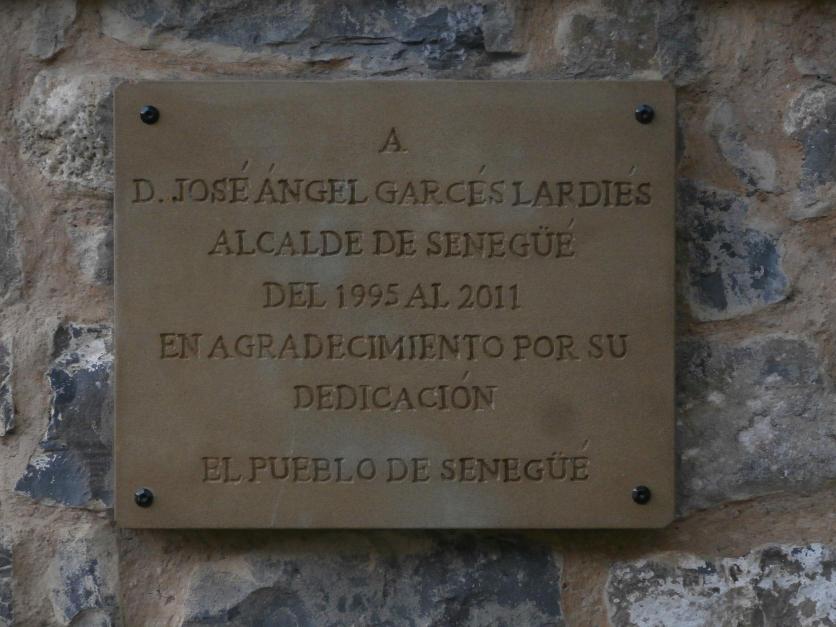 A.
D. JOSÉ ÁNGEL GARCÉS LARDIÉS
ALCALDE DE SENEGÜÉ
DEL 1995 AL 2011
EN AGRADECIMIENTO POR SU
DEDICACIÓN
EL PUEBLO DE SENEGÜÉ